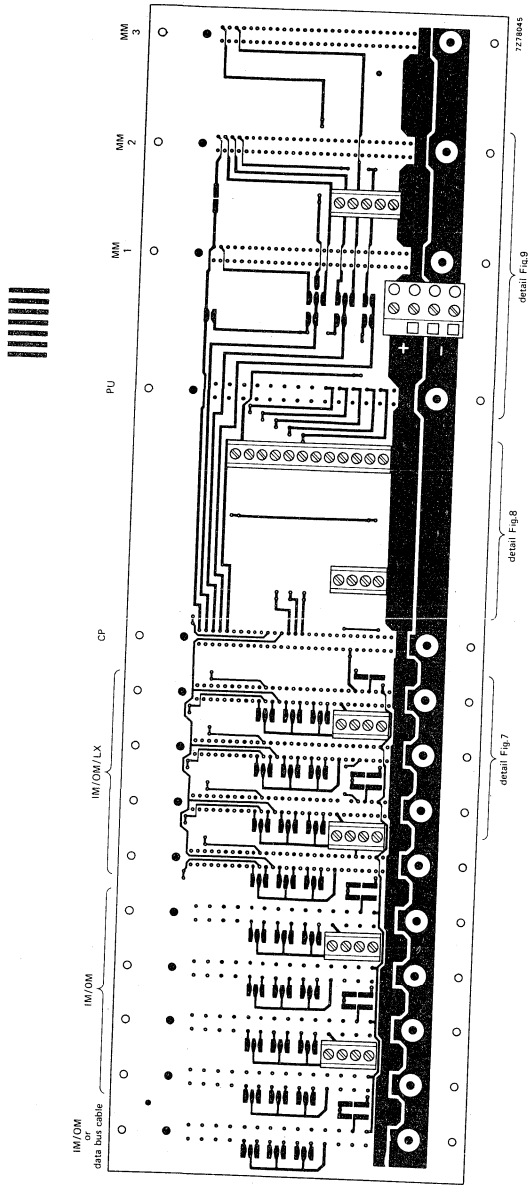 MM
3
7Z78045
MM
2
MM
1
detail Fig.9
+
−
PU
detail Fig.8
CP
IM/OM/LX
detail Fig.7
IM/OM
IM/OM
or
data bus cable